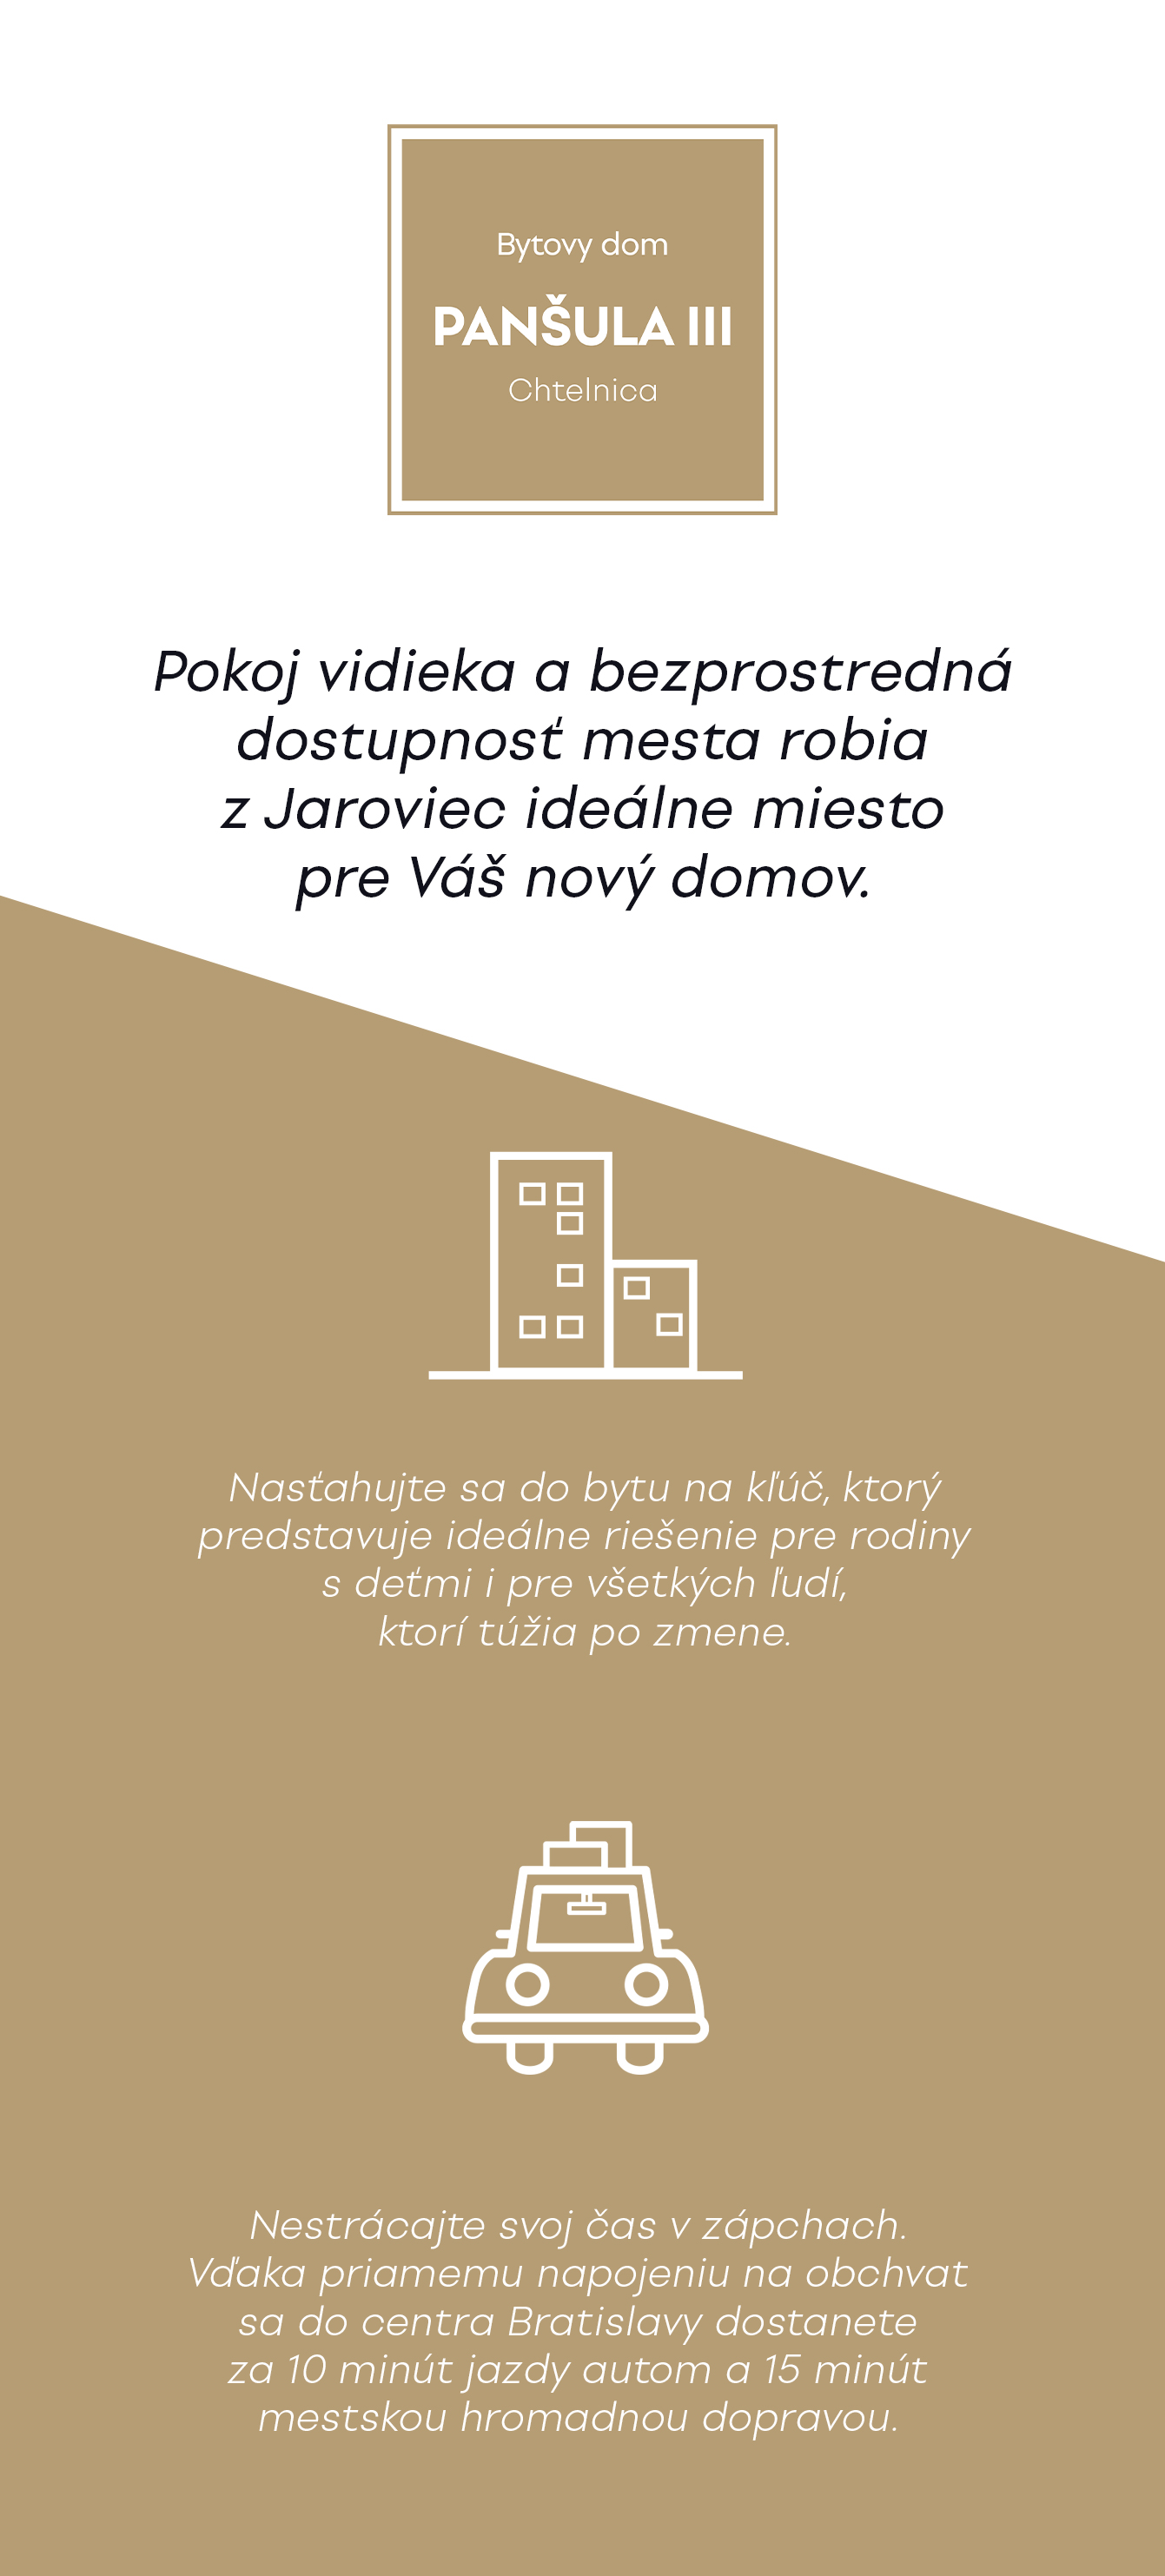 Bytovy dom
PANŠULA III
Chtelnica
Pokoj vidieka a bezprostredná
dostupnosť mesta robia
z Jaroviec ideálne miesto
pre Váš nový domov.
Nasťahujte sa do bytu na kľúč, ktorý
predstavuje ideálne riešenie pre rodiny
s deťmi i pre všetkých ľudí,
ktorí túžia po zmene.
Nestrácajte svoj čas v zápchach.
Vďaka priamemu napojeniu na obchvat
sa do centra Bratislavy dostanete
za 10 minút jazdy autom a 15 minút
mestskou hromadnou dopravou.